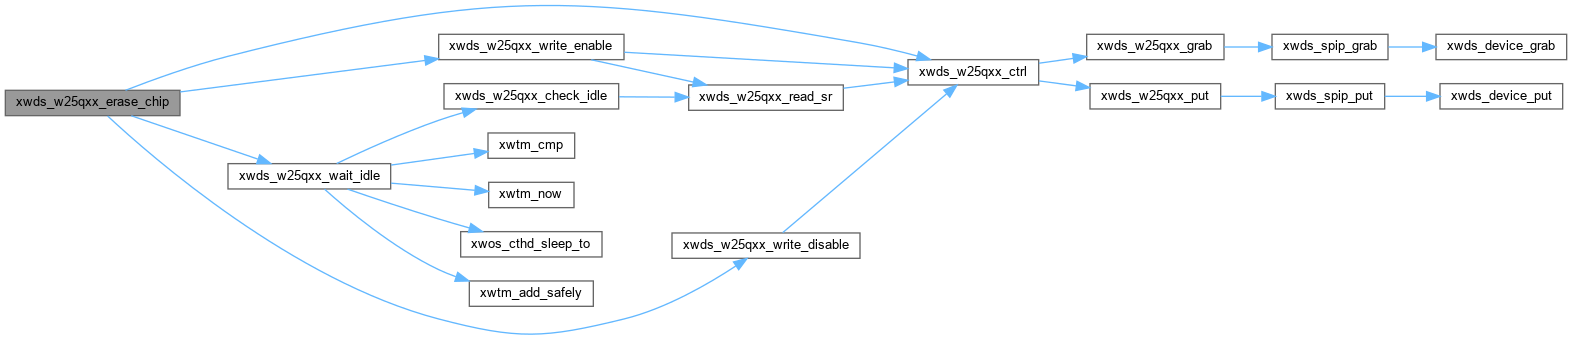 xwds_w25qxx_erase_chip
xwds_w25qxx_write_enable
xwds_w25qxx_check_idle
xwds_w25qxx_wait_idle
xwtm_cmp
xwtm_now
xwos_cthd_sleep_to
xwtm_add_safely
xwds_w25qxx_read_sr
xwds_w25qxx_write_disable
xwds_w25qxx_ctrl
xwds_w25qxx_grab
xwds_spip_grab
xwds_device_grab
xwds_w25qxx_put
xwds_spip_put
xwds_device_put